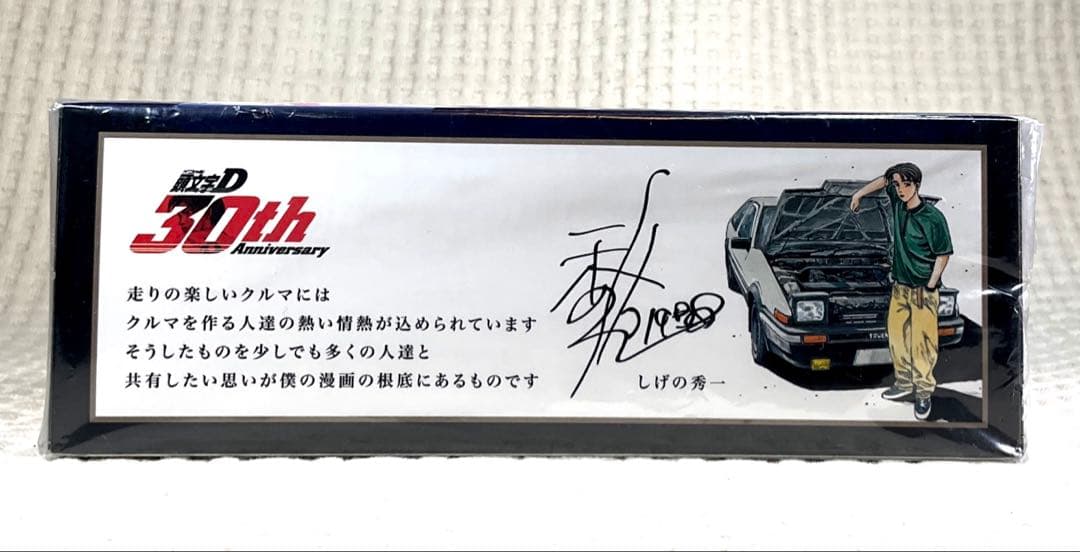 頭文字D
30th
Anniversary
走りの楽しいクルマには
クルマを作る人達の熱い情熱が込められています
そうしたものを少しでも多くの人達と
共有したい思いが僕の漫画の根底にあるものです
しげの秀一